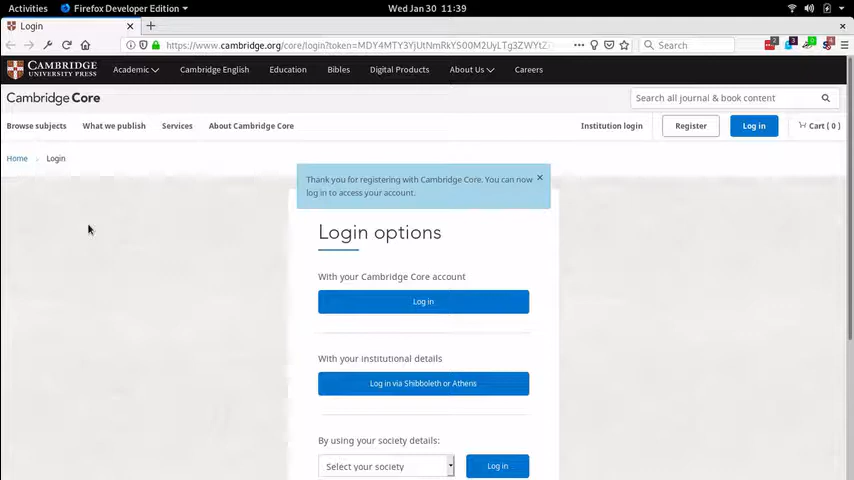 Activities
Firefox Developer Edition
Wed Jan 30 11:39
Login
https://www.cambridge.org/core/login?token=
Search
CAMBRIDGE
UNIVERSITY PRESS
Academic
Cambridge English
Education
Bibles
Digital Products
About Us
Careers
Cambridge Core
Search all journal & book content
Browse subjects
What we publish
Services
About Cambridge Core
Institution login
Register
Log in
Cart ( 0 )
Home
Login
Thank you for registering with Cambridge Core. You can now
log in to access your account.
Login options
With your Cambridge Core account
Log in
With your institutional details
Log in via Shibboleth or Athens
By using your society details:
Select your society
Log in